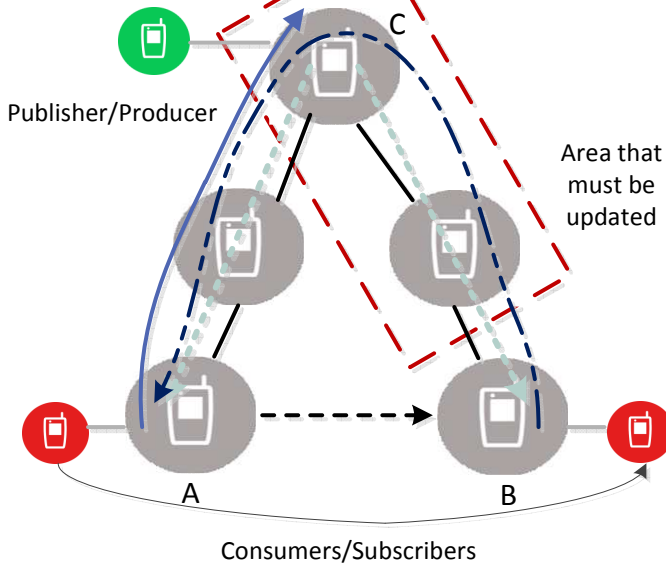 C
Publisher/Producer
Area that
must be
updated
A
B
Consumers/Subscribers